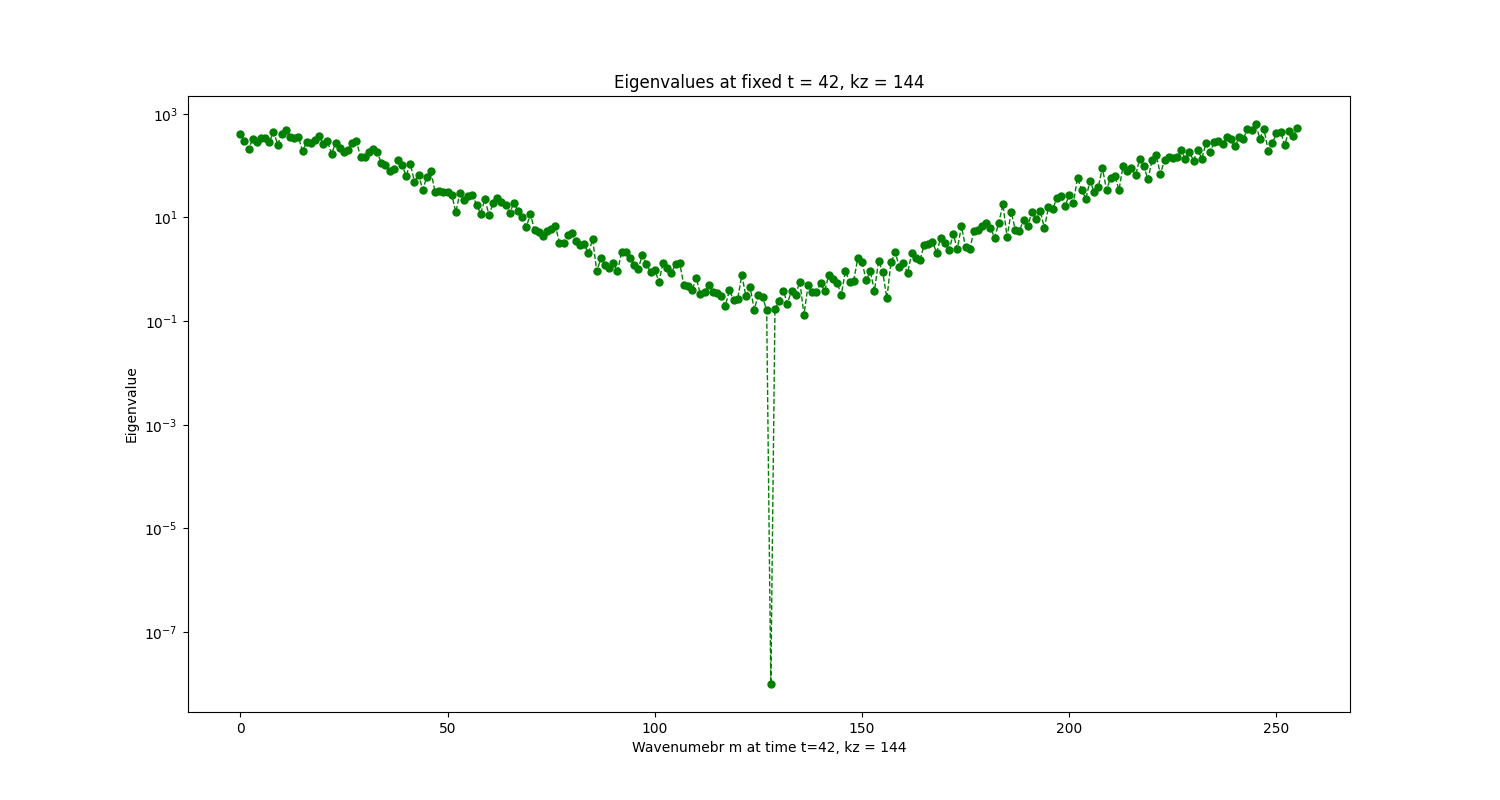 Eigenvalues at fixed t = 42, kz = 144
10³
10¹
10⁻¹
10⁻³
10⁻⁵
10⁻⁷
Eigenvalue
0 50 100 150 200 250
Wavenumebr m at time t=42, kz = 144